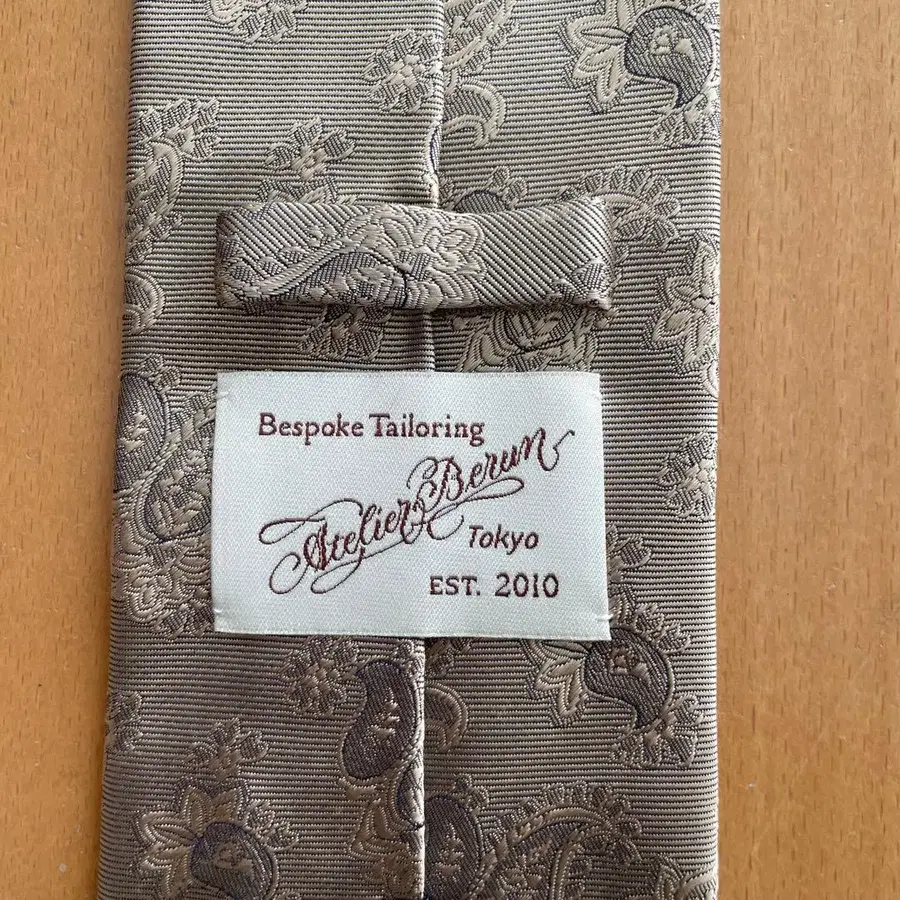 Bespoke Tailoring
Atelier Berun
Tokyo
EST. 2010